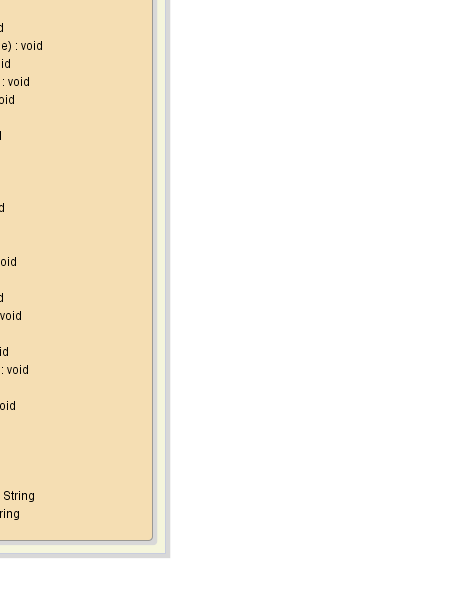 d
e) : void
id
: void
oid
d
oid
d
void
id
: void
oid
String
ring